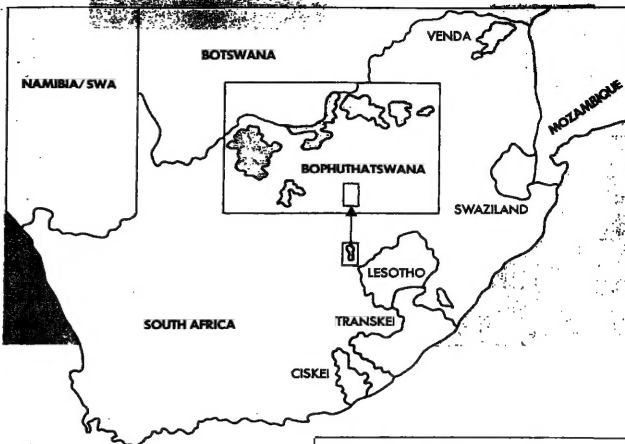 VENDA
BOTSWANA
NAMIBIA/SWA
MOZAMBIQUE
BOPHUTHATSWANA
SWAZILAND
LESOTHO
SOUTH AFRICA
TRANSKEI
CISKEI